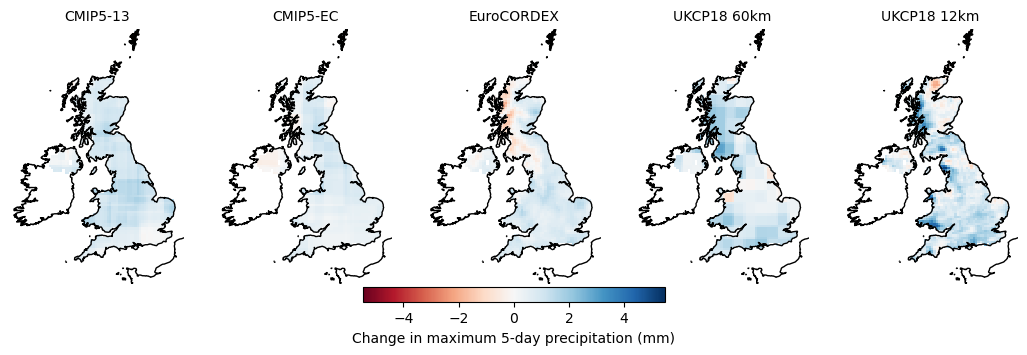 CMIP5-13 CMIP5-EC EuroCORDEX UKCP18 60km UKCP18 12km
−4 −2 0 2 4
Change in maximum 5-day precipitation (mm)